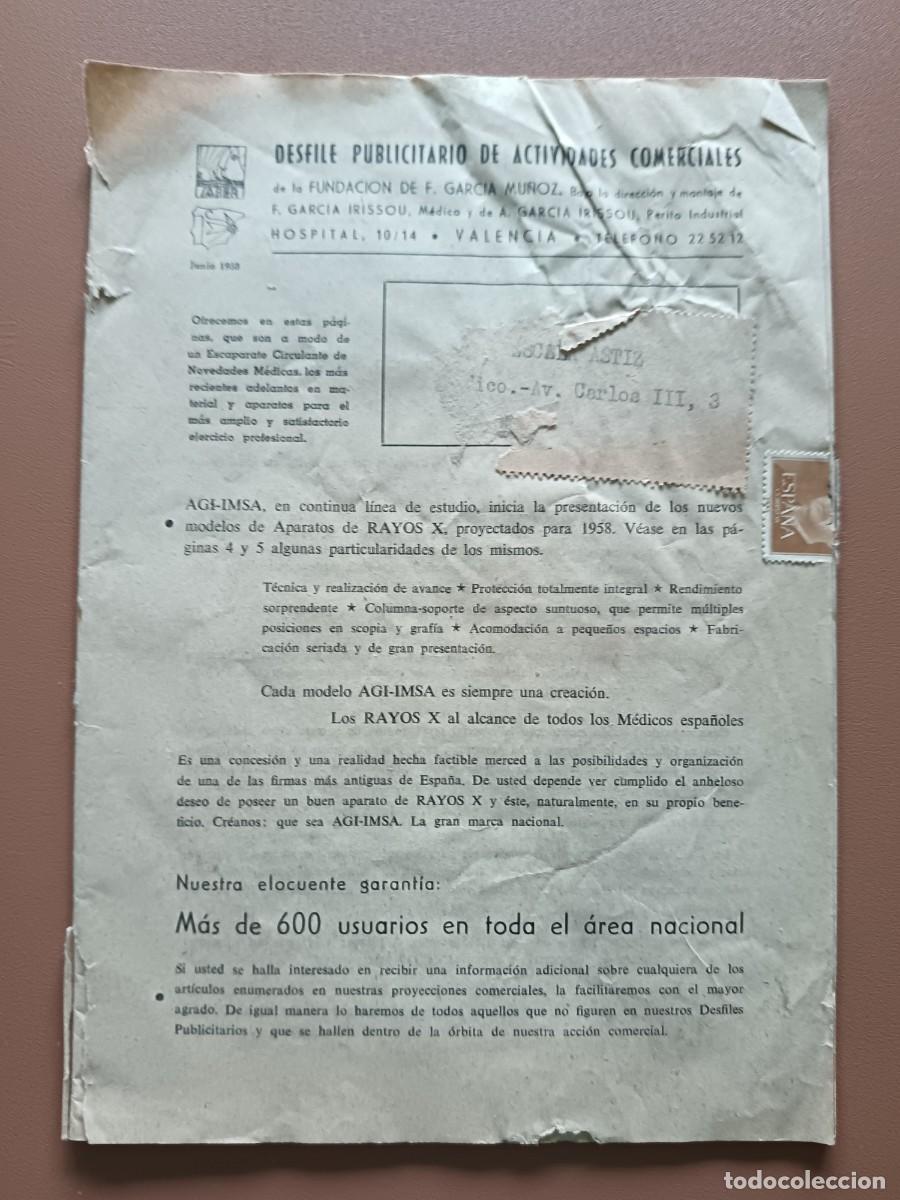 DESFILE PUBLICITARIO DE ACTIVIDADES COMERCIALES
de la FUNDACION DE F. GARCIA MUÑOZ. Bajo la dirección y montaje de
F. GARCIA IRISSOU, Médico y de A. GARCIA IRISSOU, Perito Industrial
HOSPITAL, 10/14 • VALENCIA • TELEFONO 22 52 12
Junio 1958
Ofrecemos en estas pági-
nas, que son a modo de
un Escaparate Circulante de
Novedades Médicas, los más
recientes adelantos en ma-
terial y aparatos para el
más amplio y satisfactorio
ejercicio profesional.
ASTIZ
ico.-Av. Carlos III, 3
ESPAÑA
AGI-IMSA, en continua línea de estudio, inicia la presentación de los nuevos
• modelos de Aparatos de RAYOS X, proyectados para 1958. Véase en las pá-
ginas 4 y 5 algunas particularidades de los mismos.
Técnica y realización de avance ★ Protección totalmente integral ★ Rendimiento
sorprendente ★ Columna-soporte de aspecto suntuoso, que permite múltiples
posiciones en scopia y grafía ★ Acomodación a pequeños espacios ★ Fabri-
cación seriada y de gran presentación.
Cada modelo AGI-IMSA es siempre una creación.
Los RAYOS X al alcance de todos los Médicos españoles
Es una concesión y una realidad hecha factible merced a las posibilidades y organización
de una de las firmas más antiguas de España. De usted depende ver cumplido el anheloso
deseo de poseer un buen aparato de RAYOS X y éste, naturalmente, en su propio bene-
ficio. Créanos: que sea AGI-IMSA. La gran marca nacional.
Nuestra elocuente garantía:
Más de 600 usuarios en toda el área nacional
Si usted se halla interesado en recibir una información adicional sobre cualquiera de los
• artículos enumerados en nuestras proyecciones comerciales, la facilitaremos con el mayor
agrado. De igual manera lo haremos de todos aquellos que no figuren en nuestros Desfiles
Publicitarios y que se hallen dentro de la órbita de nuestra acción comercial.
todocoleccion